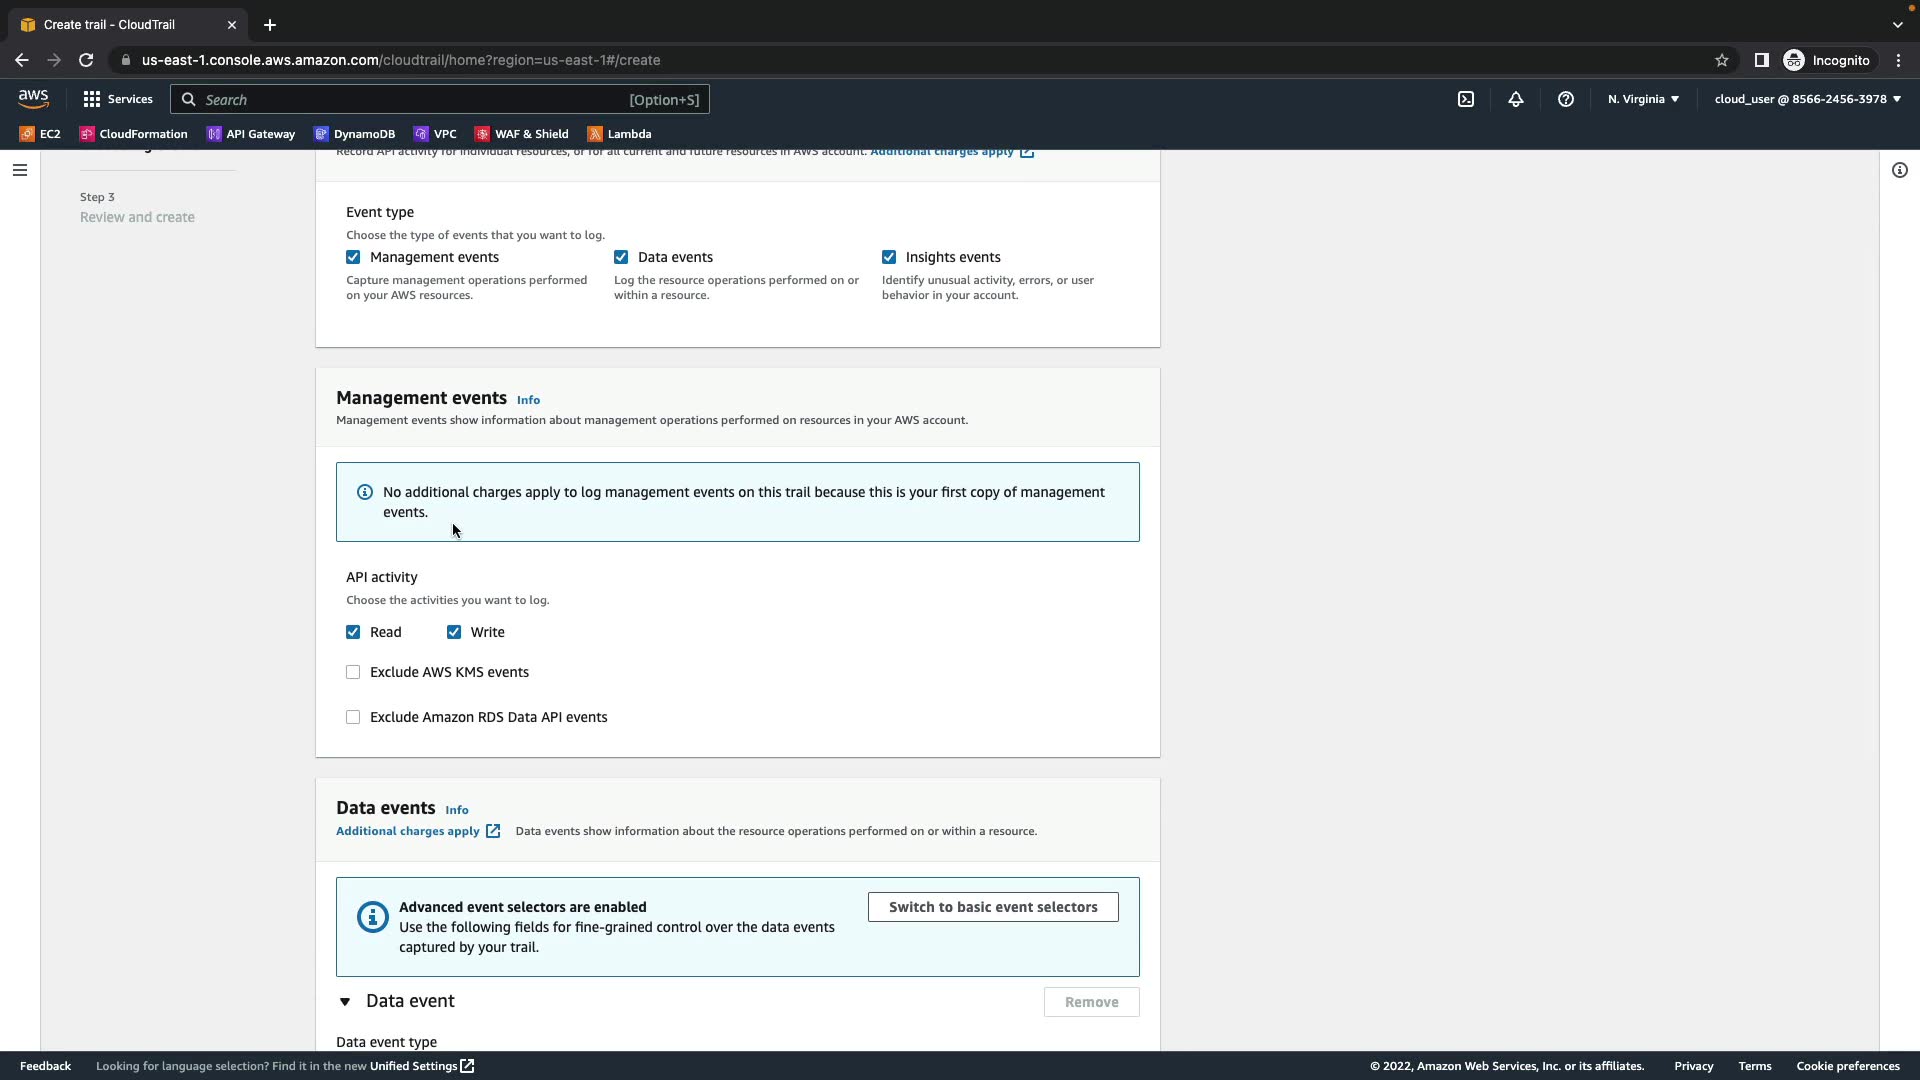 Create trail - CloudTrail
us-east-1.console.aws.amazon.com/cloudtrail/home?region=us-east-1#/create
Incognito
aws
Services
Search
[Option+S]
N. Virginia
cloud_user @ 8566-2456-3978
EC2
CloudFormation
API Gateway
DynamoDB
VPC
WAF & Shield
Lambda
Record API activity for individual resources, or for all current and future resources in AWS account. Additional charges apply
Step 3
Review and create
Event type
Choose the type of events that you want to log.
Management events
Capture management operations performed
on your AWS resources.
Data events
Log the resource operations performed on or
within a resource.
Insights events
Identify unusual activity, errors, or user
behavior in your account.
Management events Info
Management events show information about management operations performed on resources in your AWS account.
No additional charges apply to log management events on this trail because this is your first copy of management
events.
API activity
Choose the activities you want to log.
Read
Write
Exclude AWS KMS events
Exclude Amazon RDS Data API events
Data events Info
Additional charges apply
Data events show information about the resource operations performed on or within a resource.
Advanced event selectors are enabled
Use the following fields for fine-grained control over the data events
captured by your trail.
Switch to basic event selectors
Data event
Remove
Data event type
Feedback
Looking for language selection? Find it in the new Unified Settings
© 2022, Amazon Web Services, Inc. or its affiliates.
Privacy
Terms
Cookie preferences